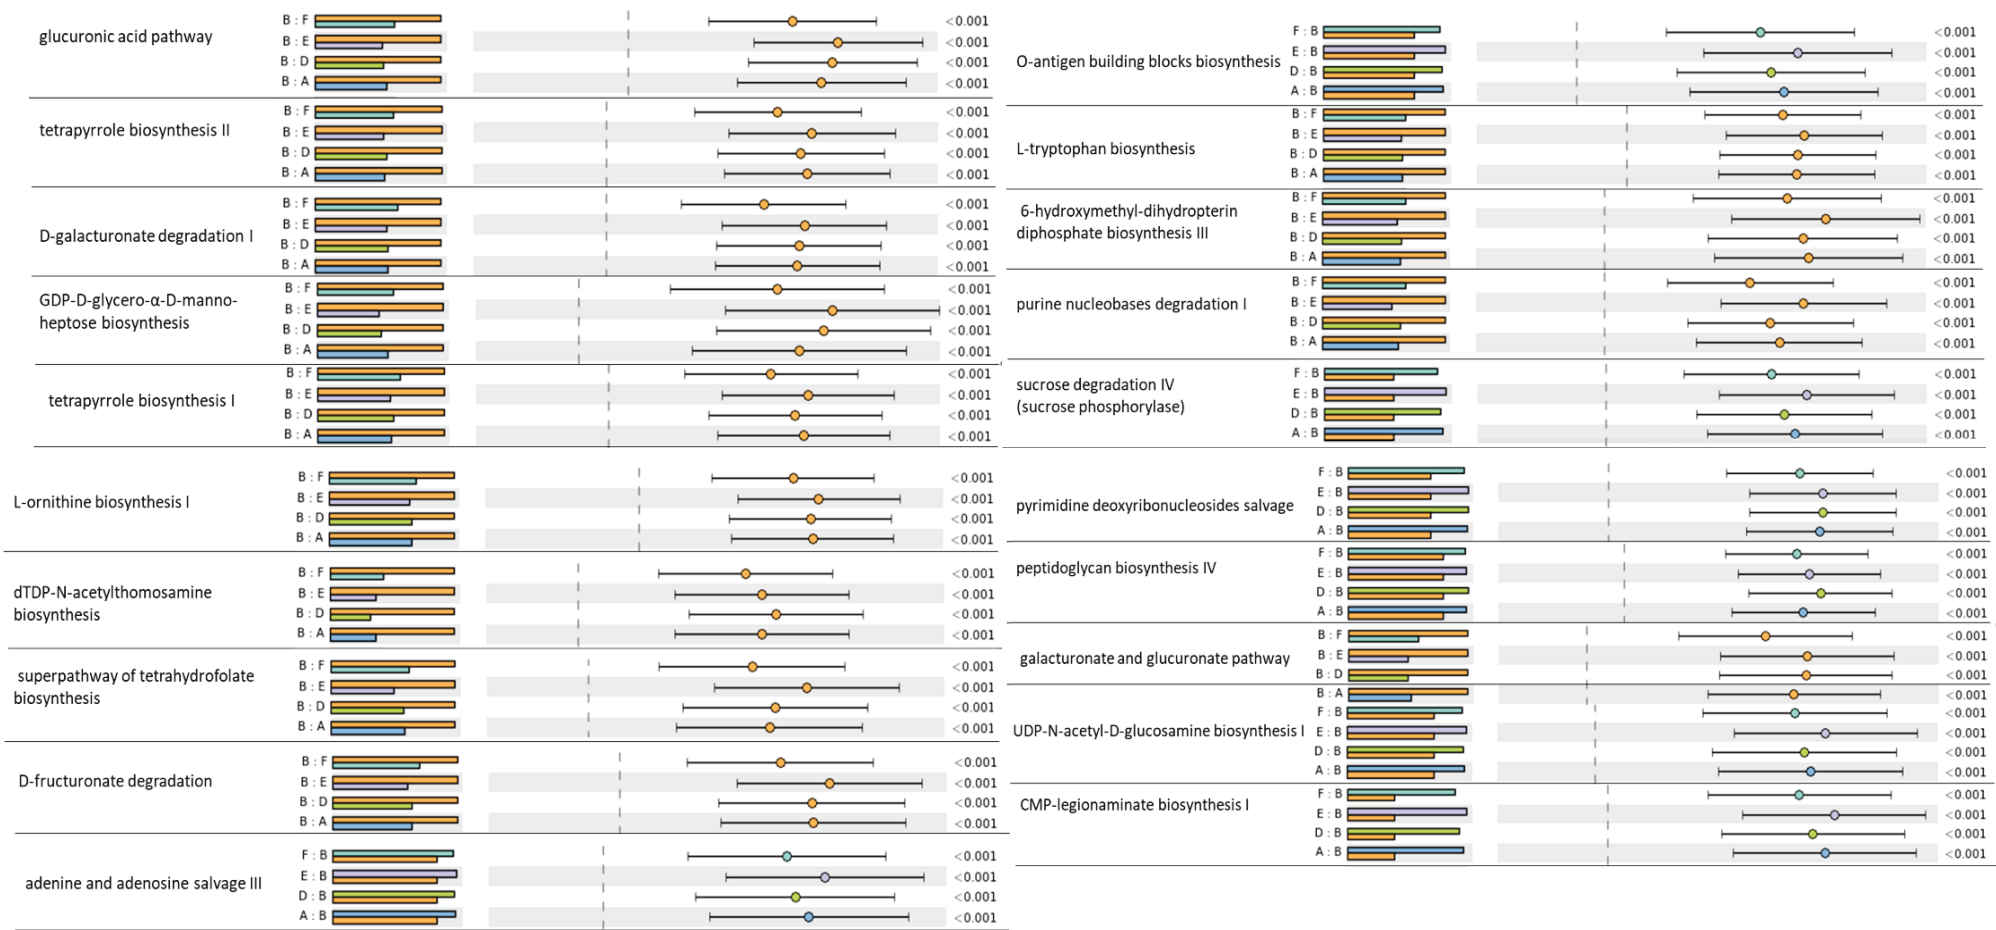 glucuronic acid pathway
B : F <0.001
B : E <0.001
B : D <0.001
B : A <0.001
tetrapyrrole biosynthesis II
B : F <0.001
B : E <0.001
B : D <0.001
B : A <0.001
D-galacturonate degradation I
B : F <0.001
B : E <0.001
B : D <0.001
B : A <0.001
GDP-D-glycero-α-D-manno-
heptose biosynthesis
B : F <0.001
B : E <0.001
B : D <0.001
B : A <0.001
tetrapyrrole biosynthesis I
B : F <0.001
B : E <0.001
B : D <0.001
B : A <0.001
L-ornithine biosynthesis I
B : F <0.001
B : E <0.001
B : D <0.001
B : A <0.001
dTDP-N-acetylthomosamine
biosynthesis
B : F <0.001
B : E <0.001
B : D <0.001
B : A <0.001
superpathway of tetrahydrofolate
biosynthesis
B : F <0.001
B : E <0.001
B : D <0.001
B : A <0.001
D-fructuronate degradation
B : F <0.001
B : E <0.001
B : D <0.001
B : A <0.001
adenine and adenosine salvage III
F : B <0.001
E : B <0.001
D : B <0.001
A : B <0.001
O-antigen building blocks biosynthesis
F : B <0.001
E : B <0.001
D : B <0.001
A : B <0.001
L-tryptophan biosynthesis
B : F <0.001
B : E <0.001
B : D <0.001
B : A <0.001
6-hydroxymethyl-dihydropterin
diphosphate biosynthesis III
B : F <0.001
B : E <0.001
B : D <0.001
B : A <0.001
purine nucleobases degradation I
B : F <0.001
B : E <0.001
B : D <0.001
B : A <0.001
sucrose degradation IV
(sucrose phosphorylase)
F : B <0.001
E : B <0.001
D : B <0.001
A : B <0.001
pyrimidine deoxyribonucleosides salvage
F : B <0.001
E : B <0.001
D : B <0.001
A : B <0.001
peptidoglycan biosynthesis IV
F : B <0.001
E : B <0.001
D : B <0.001
A : B <0.001
galacturonate and glucuronate pathway
B : F <0.001
B : E <0.001
B : D <0.001
B : A <0.001
UDP-N-acetyl-D-glucosamine biosynthesis I
F : B <0.001
E : B <0.001
D : B <0.001
A : B <0.001
CMP-legionaminate biosynthesis I
F : B <0.001
E : B <0.001
D : B <0.001
A : B <0.001